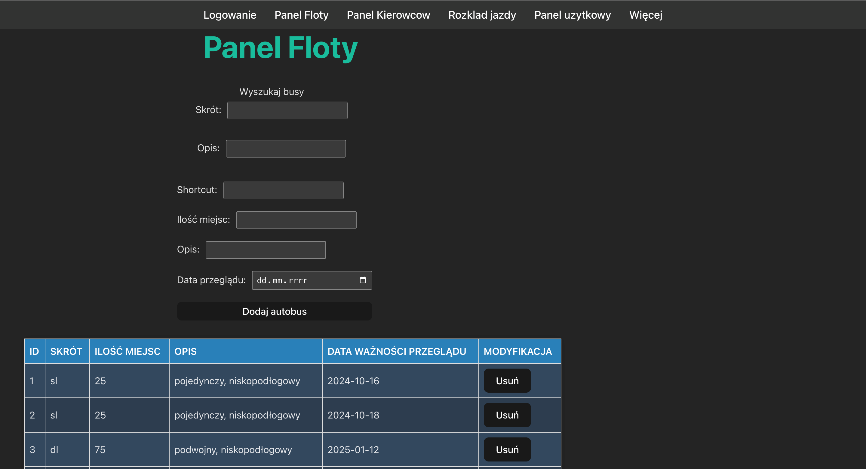 Logowanie Panel Floty Panel Kierowcow Rozklad jazdy Panel uzytkowy Więcej
Panel Floty
Wyszukaj busy
Skrót:
Opis:
Shortcut:
Ilość miejsc:
Opis:
Data przeglądu: dd.mm.rrrr
Dodaj autobus
ID SKRÓT ILOŚĆ MIEJSC OPIS DATA WAŻNOŚCI PRZEGLĄDU MODYFIKACJA
1 sl 25 pojedynczy, niskopodłogowy 2024-10-16 Usuń
2 sl 25 pojedynczy, niskopodłogowy 2024-10-18 Usuń
3 dl 75 podwojny, niskopodłogowy 2025-01-12 Usuń